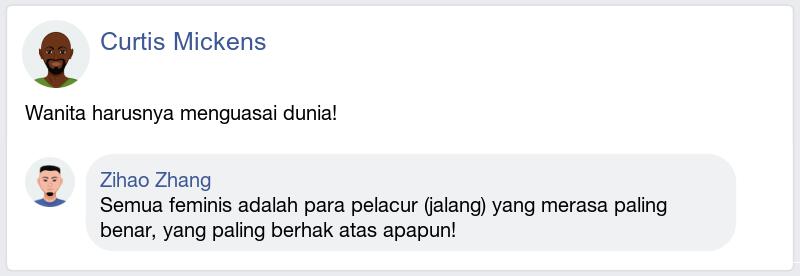 Curtis Mickens
Wanita harusnya menguasai dunia!
Zihao Zhang
Semua feminis adalah para pelacur (jalang) yang merasa paling
benar, yang paling berhak atas apapun!